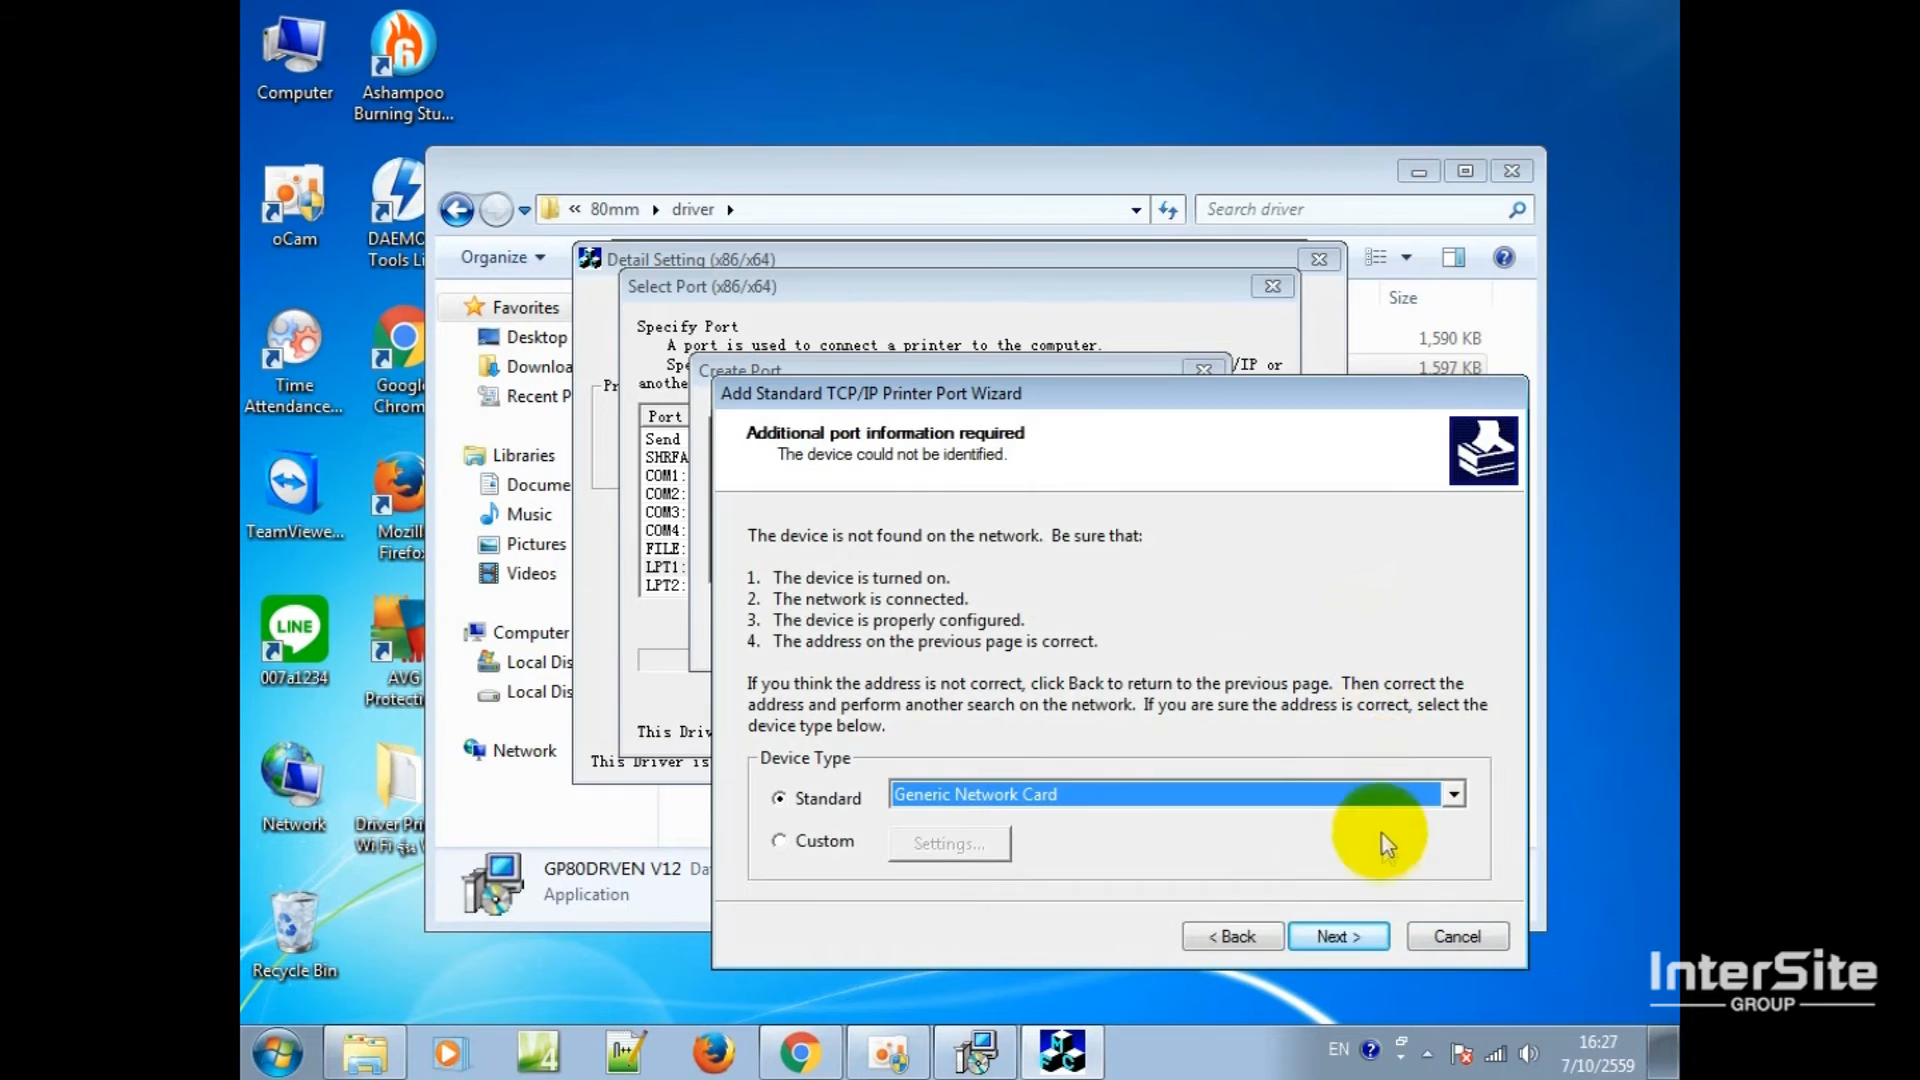 Computer
Ashampoo
Burning Stu...
oCam
DAEMO
Tools Li
Time
Attendance...
Google
Chrom
TeamViewe...
Mozill
Firefox
LINE
007a1234
AVG
Protecti
Network
Driver Pri
Recycle Bin
« 80mm
driver
Search driver
Organize
Size
1,590 KB
1,597 KB
Favorites
Desktop
Downloa
Recent P
Libraries
Docume
Music
Pictures
Videos
Computer
Local Dis
Local Dis
Network
GP80DRVEN V12 Da
Application
Detail Setting (x86/x64)
Pr
This Driver is
Select Port (x86/x64)
Specify Port
A port is used to connect a printer to the computer.
Spe
/IP or
anothe
Port
Send
SHRFA
COM1:
COM2:
COM3:
COM4:
FILE:
LPT1:
LPT2:
This Driv
Create Port
Add Standard TCP/IP Printer Port Wizard
Additional port information required
The device could not be identified.
The device is not found on the network. Be sure that:
1. The device is turned on.
2. The network is connected.
3. The device is properly configured.
4. The address on the previous page is correct.
If you think the address is not correct, click Back to return to the previous page. Then correct the
address and perform another search on the network. If you are sure the address is correct, select the
device type below.
Device Type
Standard
Generic Network Card
Custom
Settings...
< Back
Next >
Cancel
InterSite
GROUP
EN
16:27
7/10/2559